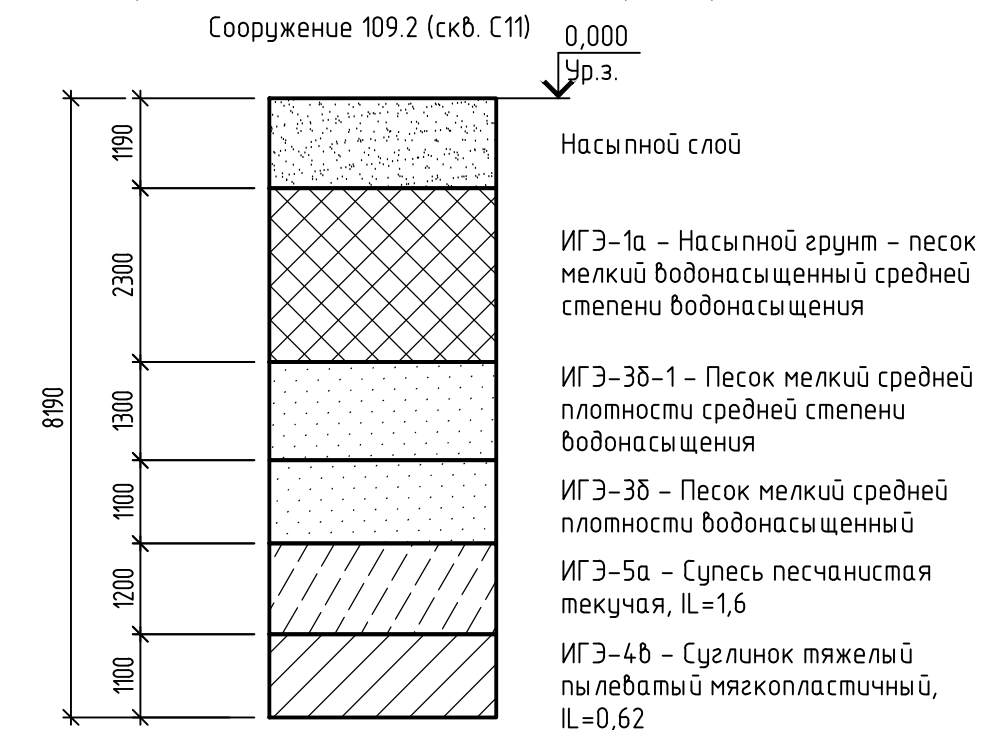 Сооружение 109.2 (скв. С11)
0,000
Ур.з.
1190
2300
1300
1100
1200
1100
8190
Насыпной слой
ИГЭ-1а - Насыпной грунт - песок
мелкий водонасыщенный средней
степени водонасыщения
ИГЭ-3б-1 - Песок мелкий средней
плотности средней степени
водонасыщения
ИГЭ-3б - Песок мелкий средней
плотности водонасыщенный
ИГЭ-5а - Супесь песчанистая
текучая, IL=1,6
ИГЭ-4в - Суглинок тяжелый
пылеватый мягкопластичный,
IL=0,62